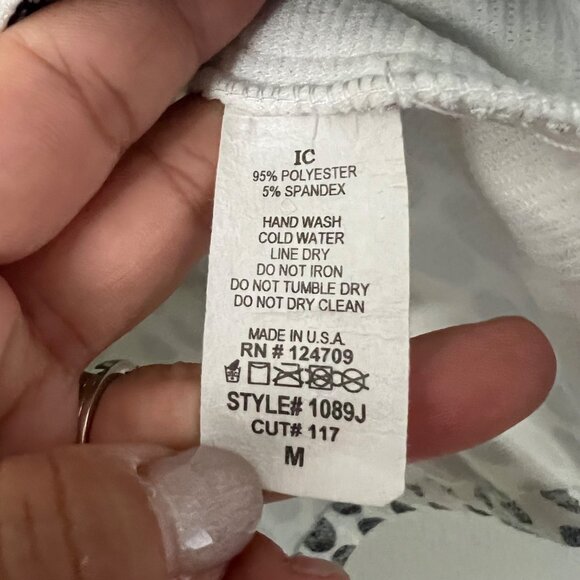 IC
95% POLYESTER
5% SPANDEX
HAND WASH
COLD WATER
LINE DRY
DO NOT IRON
DO NOT TUMBLE DRY
DO NOT DRY CLEAN
MADE IN U.S.A.
RN # 124709
STYLE# 1089J
CUT# 117
M